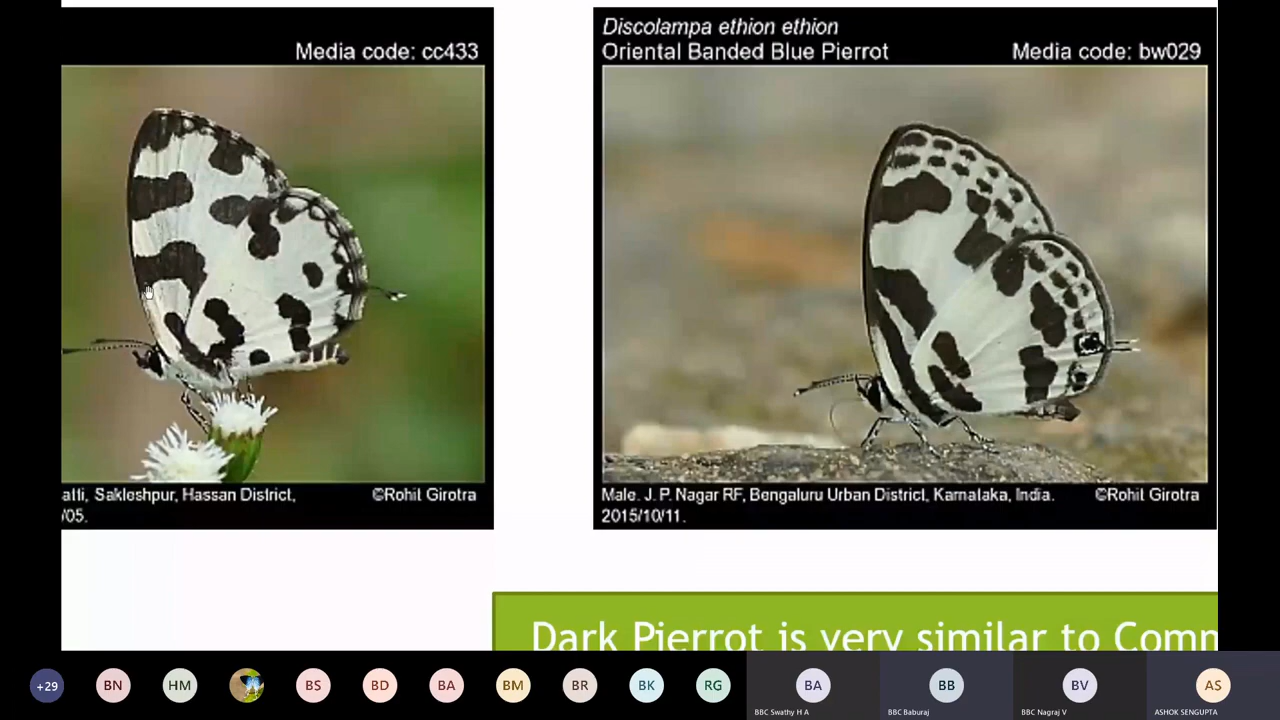 Media code: cc433
atti, Sakleshpur, Hassan District,
©Rohit Girotra
/05.
Discolampa ethion ethion
Oriental Banded Blue Pierrot
Media code: bw029
Male. J. P. Nagar RF, Bengaluru Urban District, Karnataka, India.
©Rohit Girotra
2015/10/11.
Dark Pierrot is very similar to Comm
+29
BN
HM
BS
BD
BA
BM
BR
BK
RG
BA
BBC Swathy H A
BB
BBC Baburaj
BV
BBC Nagraj V
AS
ASHOK SENGUPTA